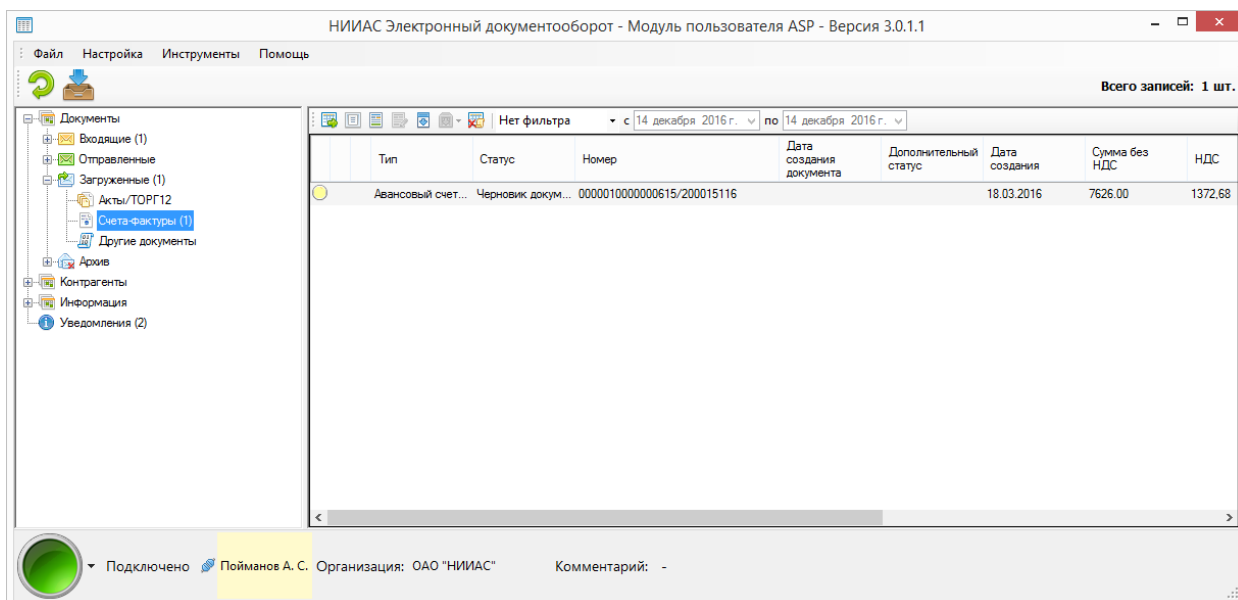 НИИАС Электронный документооборот - Модуль пользователя ASP - Версия 3.0.1.1
Файл Настройка Инструменты Помощь
Всего записей: 1 шт.
Документы
Входящие (1)
Отправленные
Загруженные (1)
Акты/ТОРГ12
Счета-фактуры (1)
Другие документы
Архив
Контрагенты
Информация
Уведомления (2)
Нет фильтра с 14 декабря 2016 г. по 14 декабря 2016 г.
Тип Статус Номер Дата создания документа Дополнительный статус Дата создания Сумма без НДС НДС
Авансовый счет... Черновик докум... 0000010000000615/200015116 18.03.2016 7626.00 1372,68
Подключено Пойманов А. С. Организация: ОАО "НИИАС" Комментарий: -